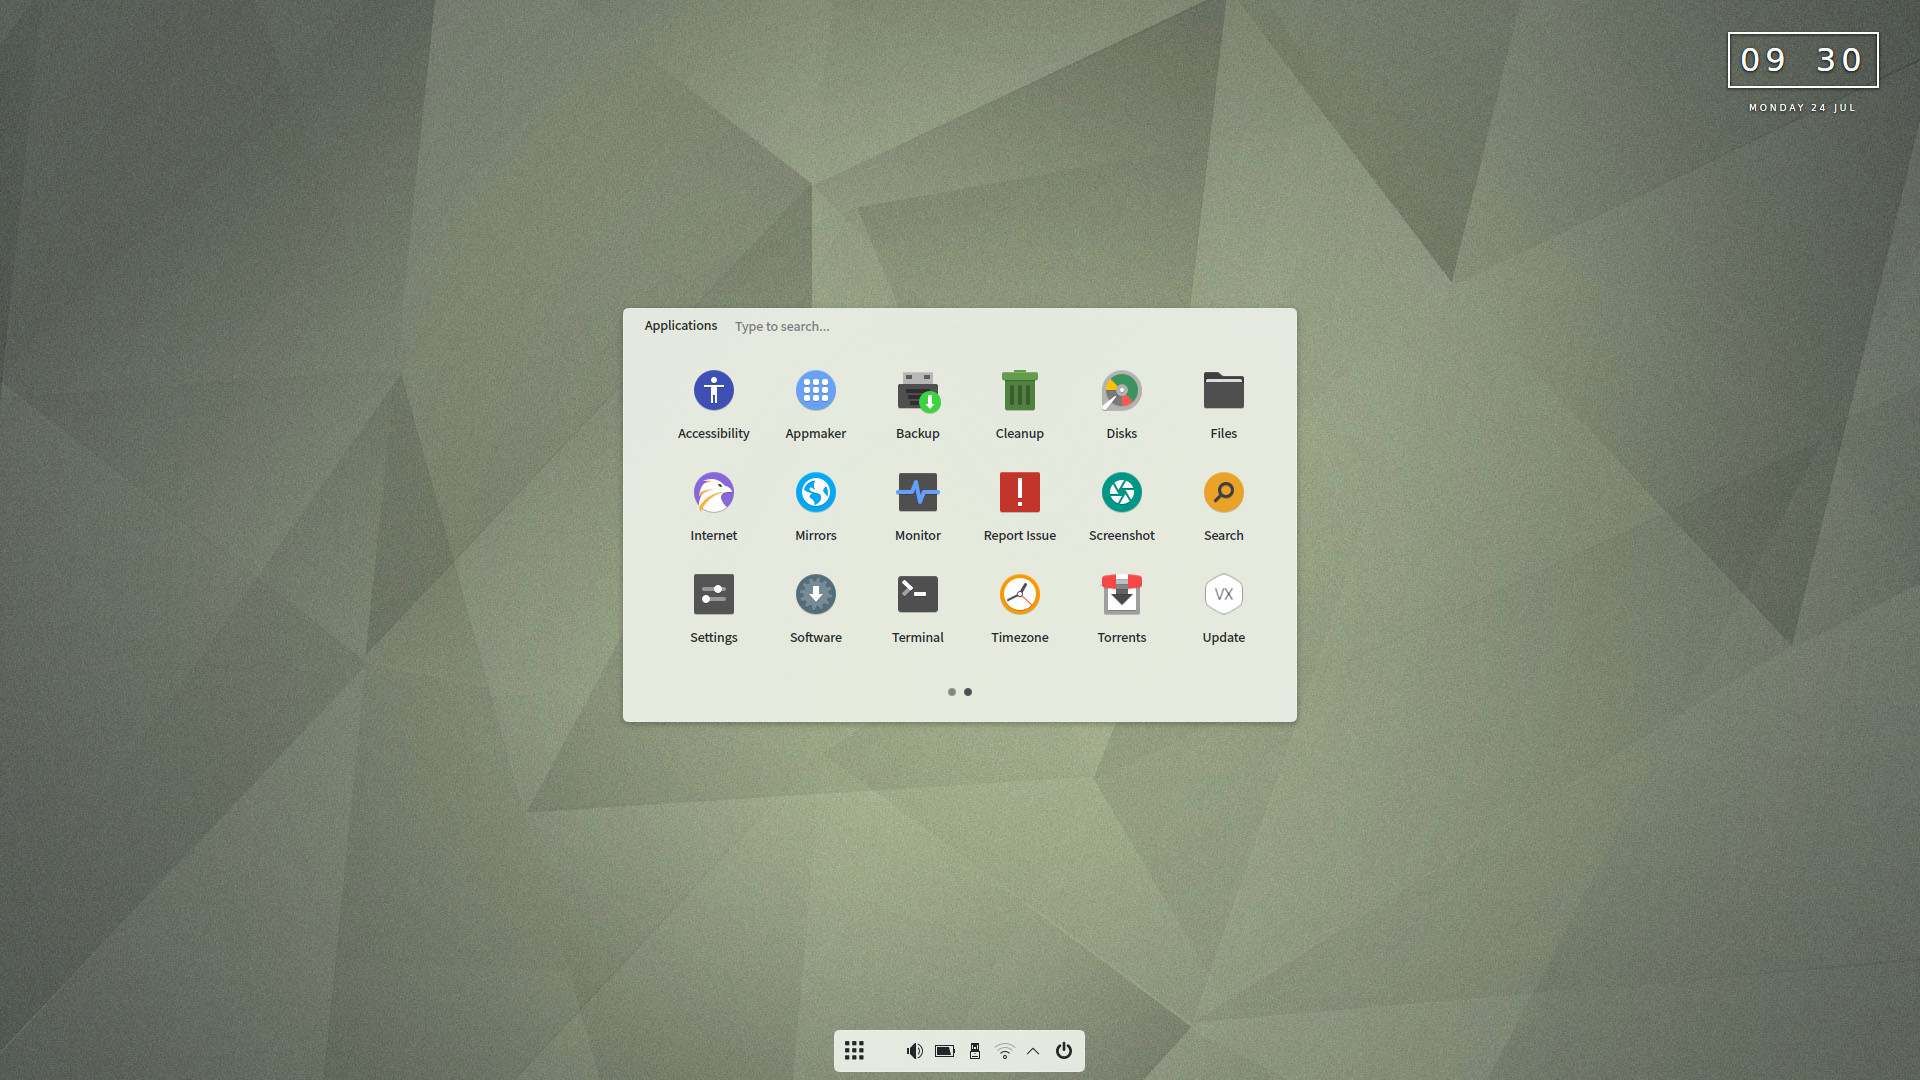 09 30
MONDAY 24 JUL
Applications Type to search...
Accessibility Appmaker Backup Cleanup Disks Files
Internet Mirrors Monitor Report Issue Screenshot Search
VX
Settings Software Terminal Timezone Torrents Update